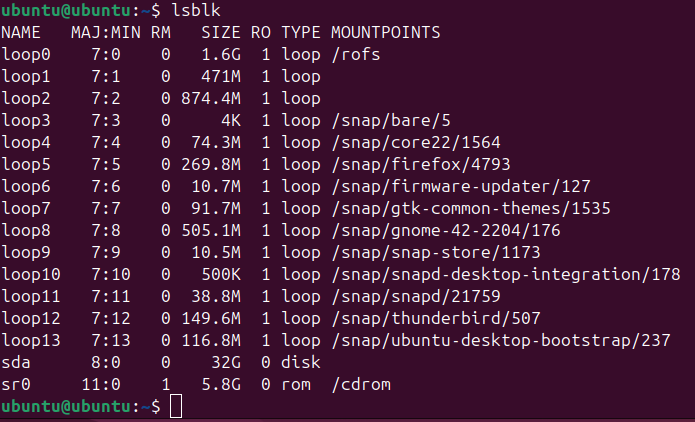 ubuntu@ubuntu:~$ lsblk
NAME   MAJ:MIN RM   SIZE RO TYPE MOUNTPOINTS
loop0    7:0    0   1.6G  1 loop /rofs
loop1    7:1    0   471M  1 loop
loop2    7:2    0 874.4M  1 loop
loop3    7:3    0     4K  1 loop /snap/bare/5
loop4    7:4    0  74.3M  1 loop /snap/core22/1564
loop5    7:5    0 269.8M  1 loop /snap/firefox/4793
loop6    7:6    0  10.7M  1 loop /snap/firmware-updater/127
loop7    7:7    0  91.7M  1 loop /snap/gtk-common-themes/1535
loop8    7:8    0 505.1M  1 loop /snap/gnome-42-2204/176
loop9    7:9    0  10.5M  1 loop /snap/snap-store/1173
loop10   7:10   0   500K  1 loop /snap/snapd-desktop-integration/178
loop11   7:11   0  38.8M  1 loop /snap/snapd/21759
loop12   7:12   0 149.6M  1 loop /snap/thunderbird/507
loop13   7:13   0 116.8M  1 loop /snap/ubuntu-desktop-bootstrap/237
sda      8:0    0    32G  0 disk
sr0     11:0    1   5.8G  0 rom  /cdrom
ubuntu@ubuntu:~$